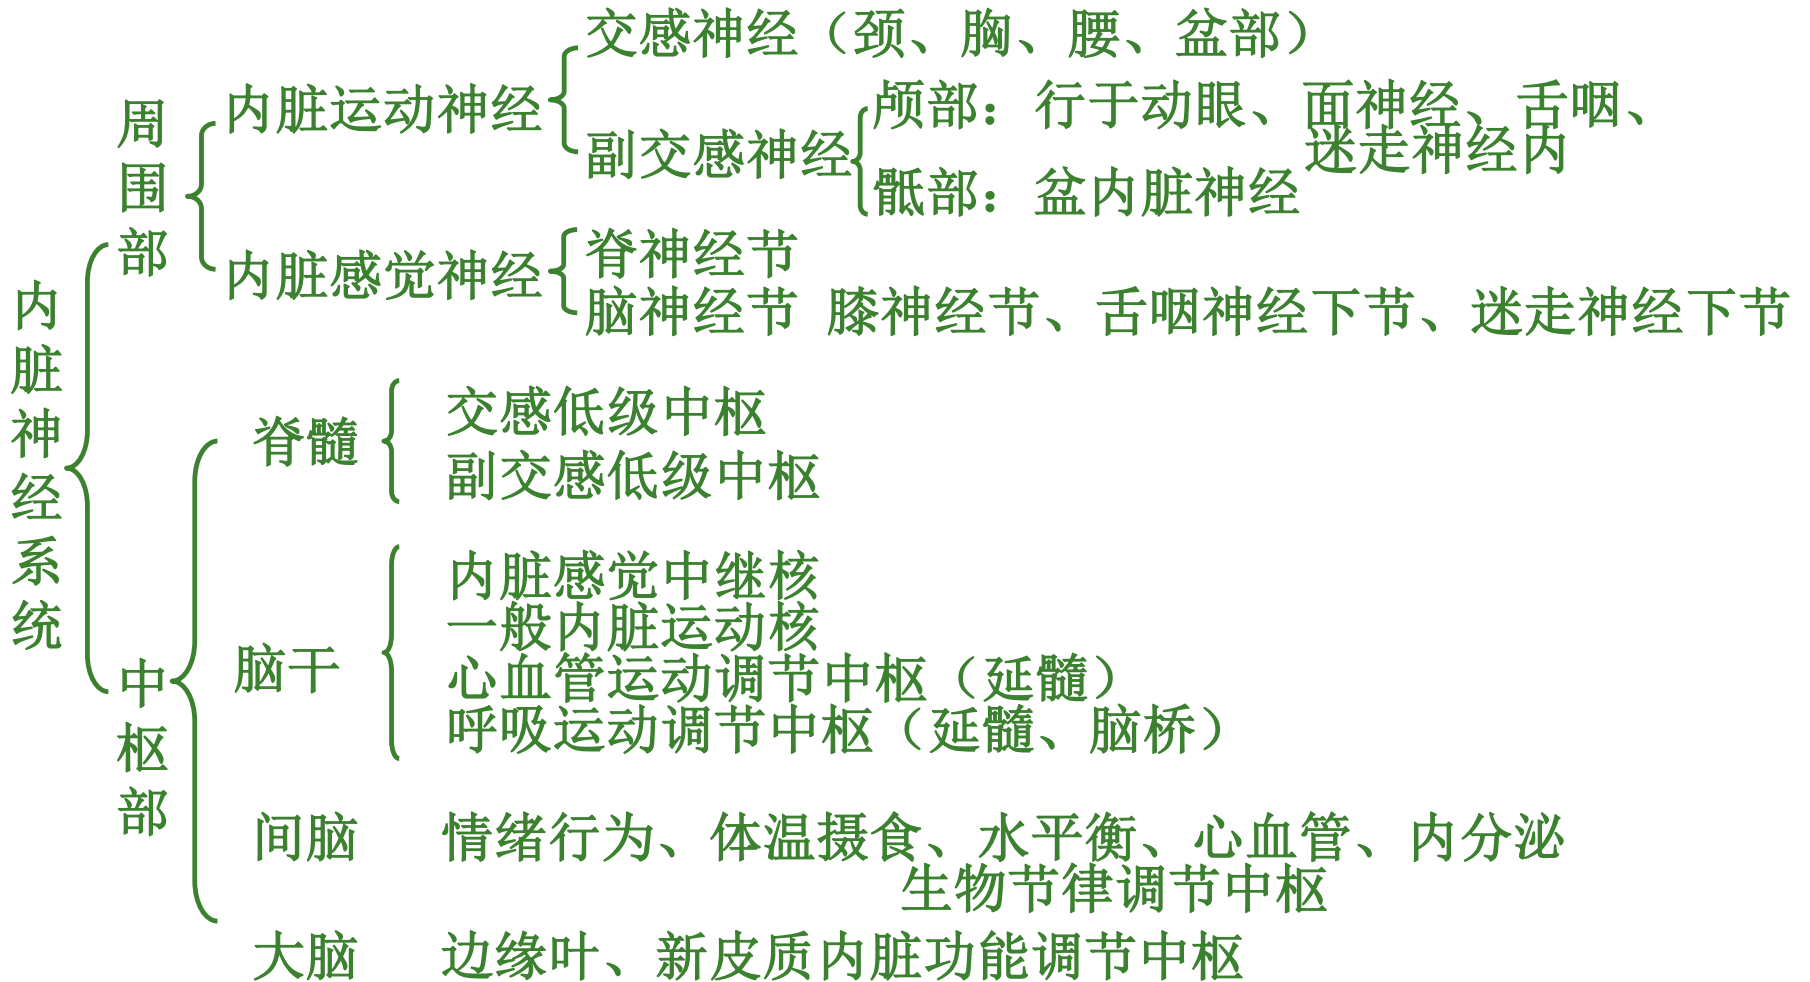 内脏神经系统
周围部
内脏运动神经
交感神经（颈、胸、腰、盆部）
副交感神经
颅部：行于动眼、面神经、舌咽、
迷走神经内
骶部：盆内脏神经
内脏感觉神经
脊神经节
脑神经节 膝神经节、舌咽神经下节、迷走神经下节
中枢部
脊髓
交感低级中枢
副交感低级中枢
脑干
内脏感觉中继核
一般内脏运动核
心血管运动调节中枢（延髓）
呼吸运动调节中枢（延髓、脑桥）
间脑 情绪行为、体温摄食、水平衡、心血管、内分泌
生物节律调节中枢
大脑 边缘叶、新皮质内脏功能调节中枢